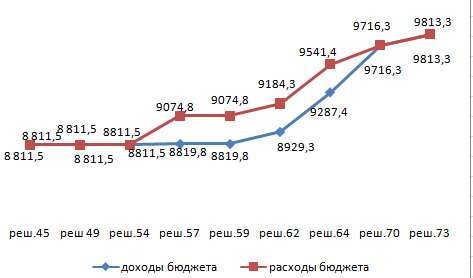 9716,3 9813,3
9541,4
9716,3
9184,3 9813,3
9074,8 9074,8
9287,4
8 811,5 8 811,5 8811,5
8 811,5 8 811,5 8811,5 8819,8 8819,8 8929,3
реш.45 реш 49 реш.54 реш.57 реш.59 реш.62 реш.64 реш.70 реш.73
доходы бюджета расходы бюджета